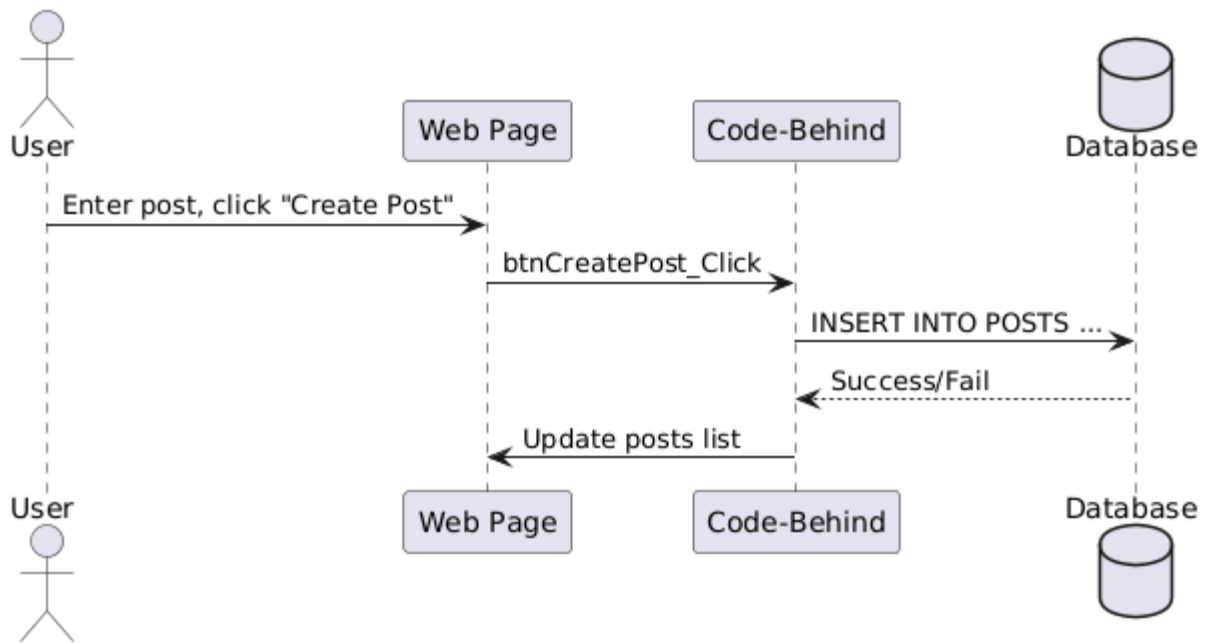 User
Web Page
Code-Behind
Database
Enter post, click "Create Post"
btnCreatePost_Click
INSERT INTO POSTS ...
Success/Fail
Update posts list
User
Web Page
Code-Behind
Database